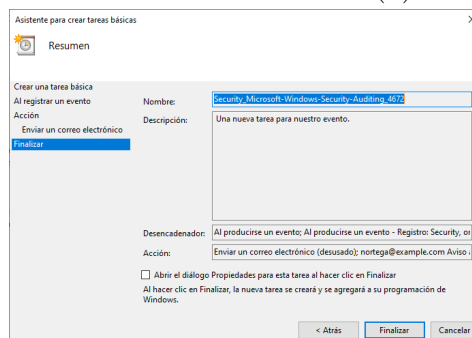 Asistente para crear tareas básicas
Resumen
Crear una tarea básica
Al registrar un evento
Acción
Enviar un correo electrónico
Finalizar
Nombre: Security_Microsoft-Windows-Security-Auditing_4672
Descripción: Una nueva tarea para nuestro evento.
Desencadenador: Al producirse un evento; Al producirse un evento - Registro: Security, or
Acción: Enviar un correo electrónico (desusado); nortega@example.com Aviso
Abrir el diálogo Propiedades para esta tarea al hacer clic en Finalizar
Al hacer clic en Finalizar, la nueva tarea se creará y se agregará a su programación de
Windows.
< Atrás Finalizar Cancelar